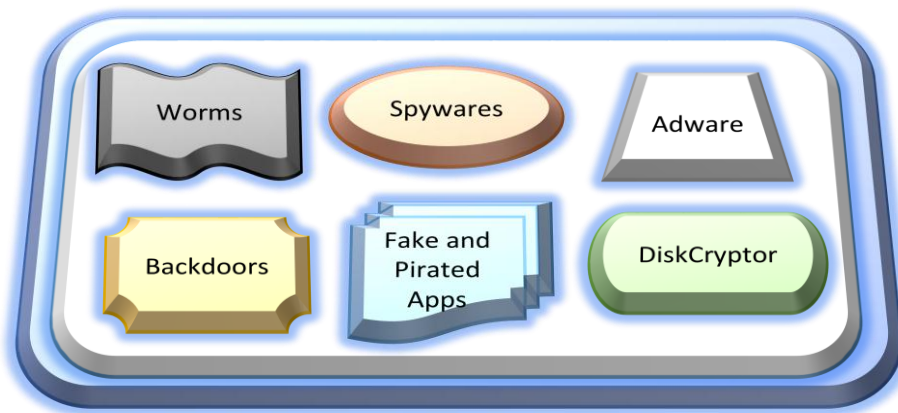 Worms
Spywares
Adware
Backdoors
Fake and
Pirated
Apps
DiskCryptor